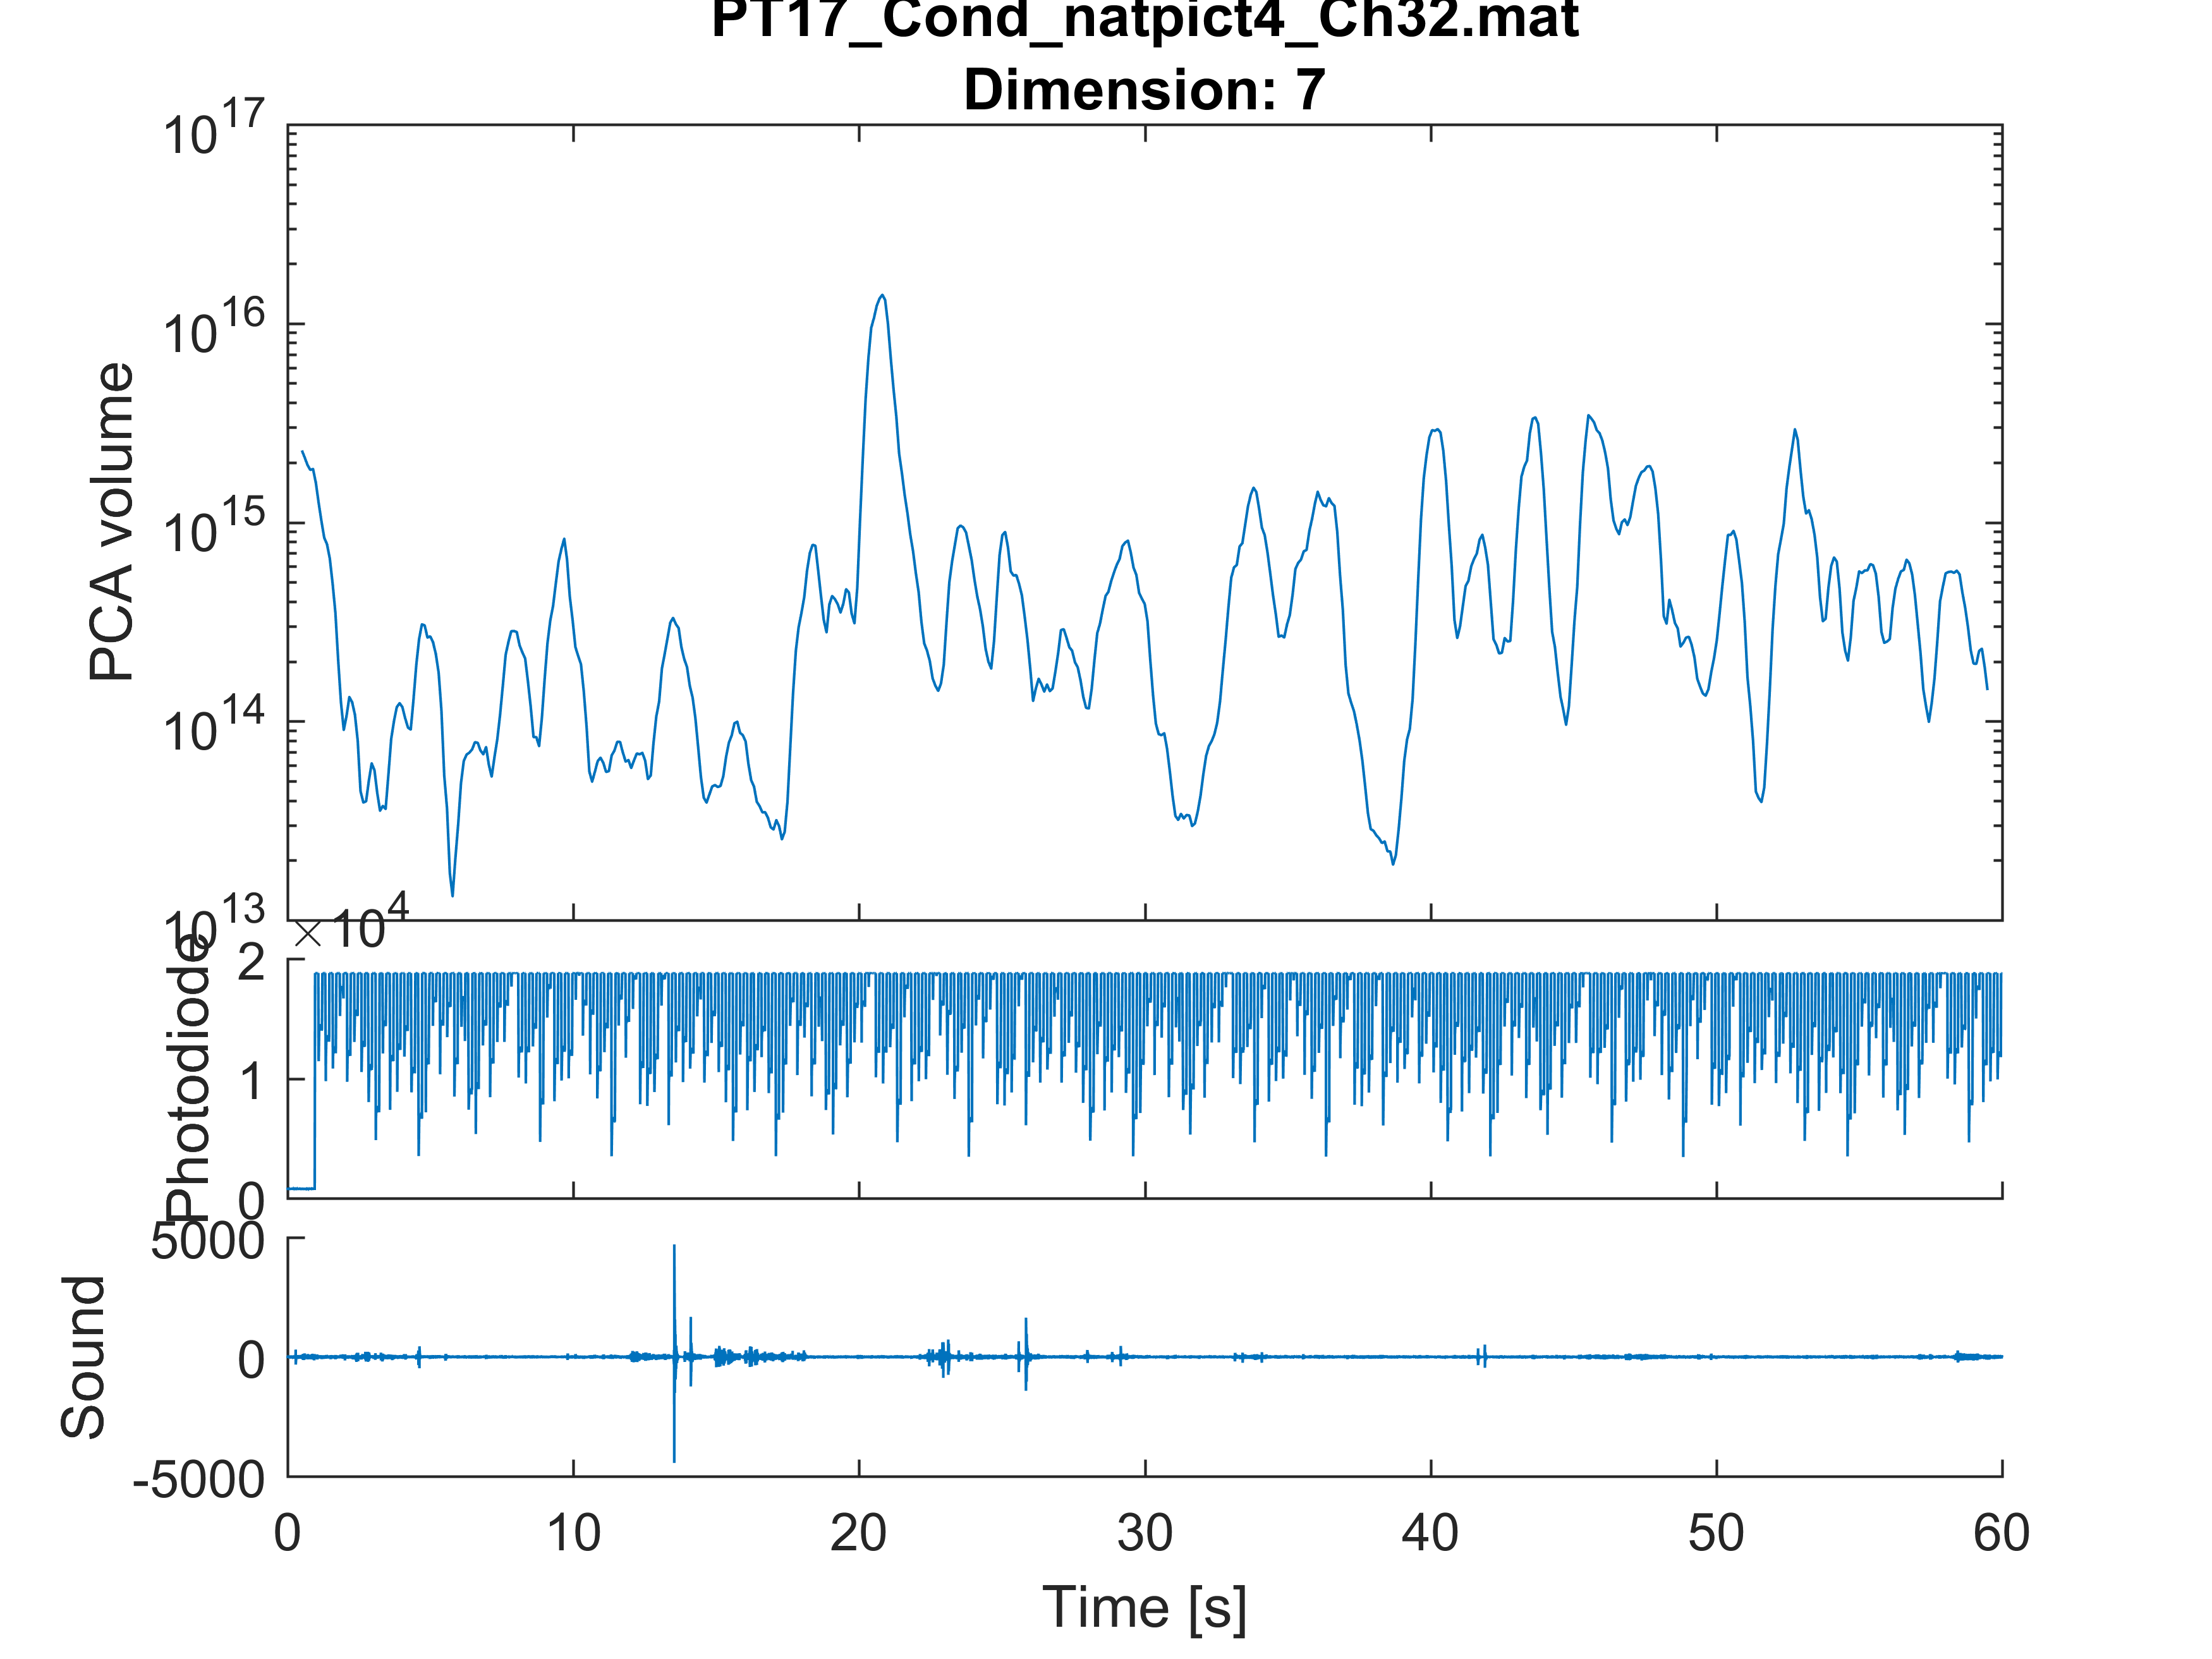 PT17_Cond_natpict4_Ch32.mat
Dimension: 7
10^17
10^16
10^15
10^14
10^13
PCA volume
×10^4
2
1
0
Photodiode
5000
0
-5000
Sound
0 10 20 30 40 50 60
Time [s]